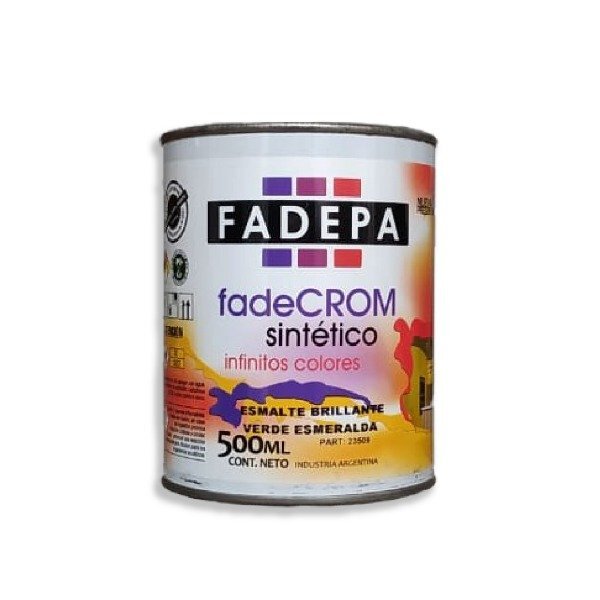 FADEPA
fadeCROM
sintético
infinitos colores
ESMALTE BRILLANTE
VERDE ESMERALDA
PART: 23509
500ML
CONT. NETO
INDUSTRIA ARGENTINA